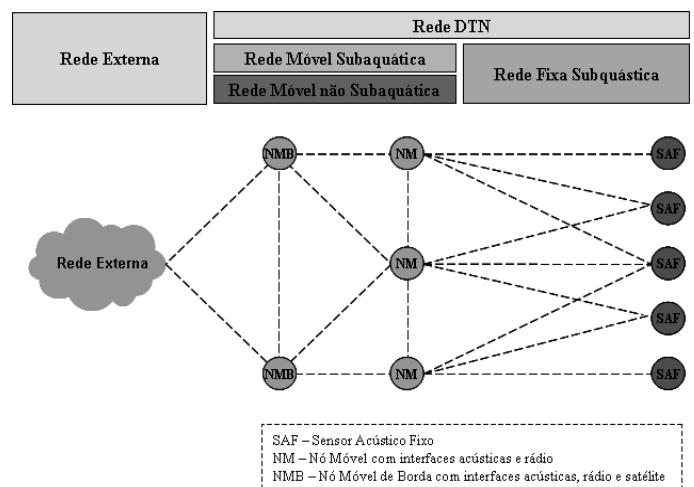 Rede Externa
Rede DTN
Rede Móvel Subaquática
Rede Móvel não Subaquática
Rede Fixa Subquástica
NMB
NM
SAF
SAF
Rede Externa
NM
SAF
SAF
NMB
NM
SAF
SAF – Sensor Acústico Fixo
NM – Nó Móvel com interfaces acústicas e rádio
NMB – Nó Móvel de Borda com interfaces acústicas, rádio e satélite